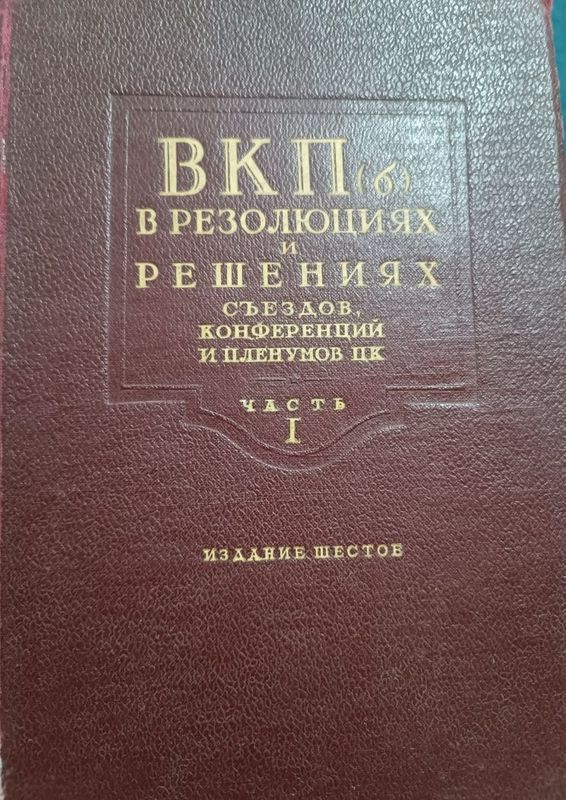 ВКП(б)
В РЕЗОЛЮЦИЯХ
И
РЕШЕНИЯХ
СЪЕЗДОВ,
КОНФЕРЕНЦИЙ
И ПЛЕНУМОВ ЦК
ЧАСТЬ
I
ИЗДАНИЕ ШЕСТОЕ